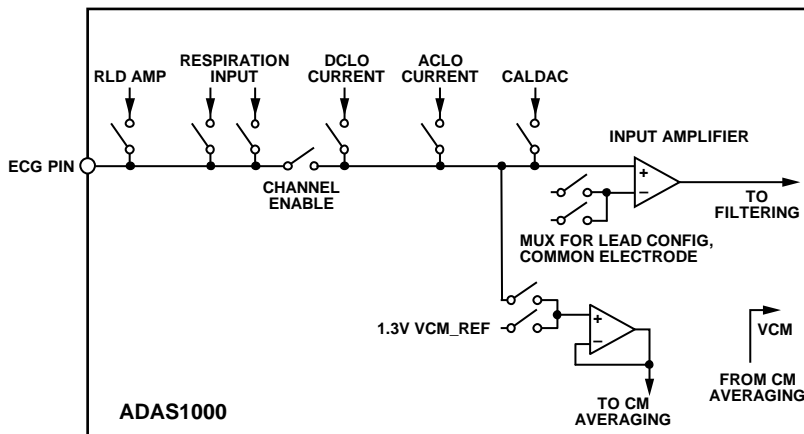 RLD AMP
RESPIRATION
INPUT
DCLO
CURRENT
ACLO
CURRENT
CALDAC
INPUT AMPLIFIER
ECG PIN
CHANNEL
ENABLE
+
−
TO
FILTERING
MUX FOR LEAD CONFIG,
COMMON ELECTRODE
1.3V VCM_REF
+
−
VCM
FROM CM
AVERAGING
TO CM
AVERAGING
ADAS1000